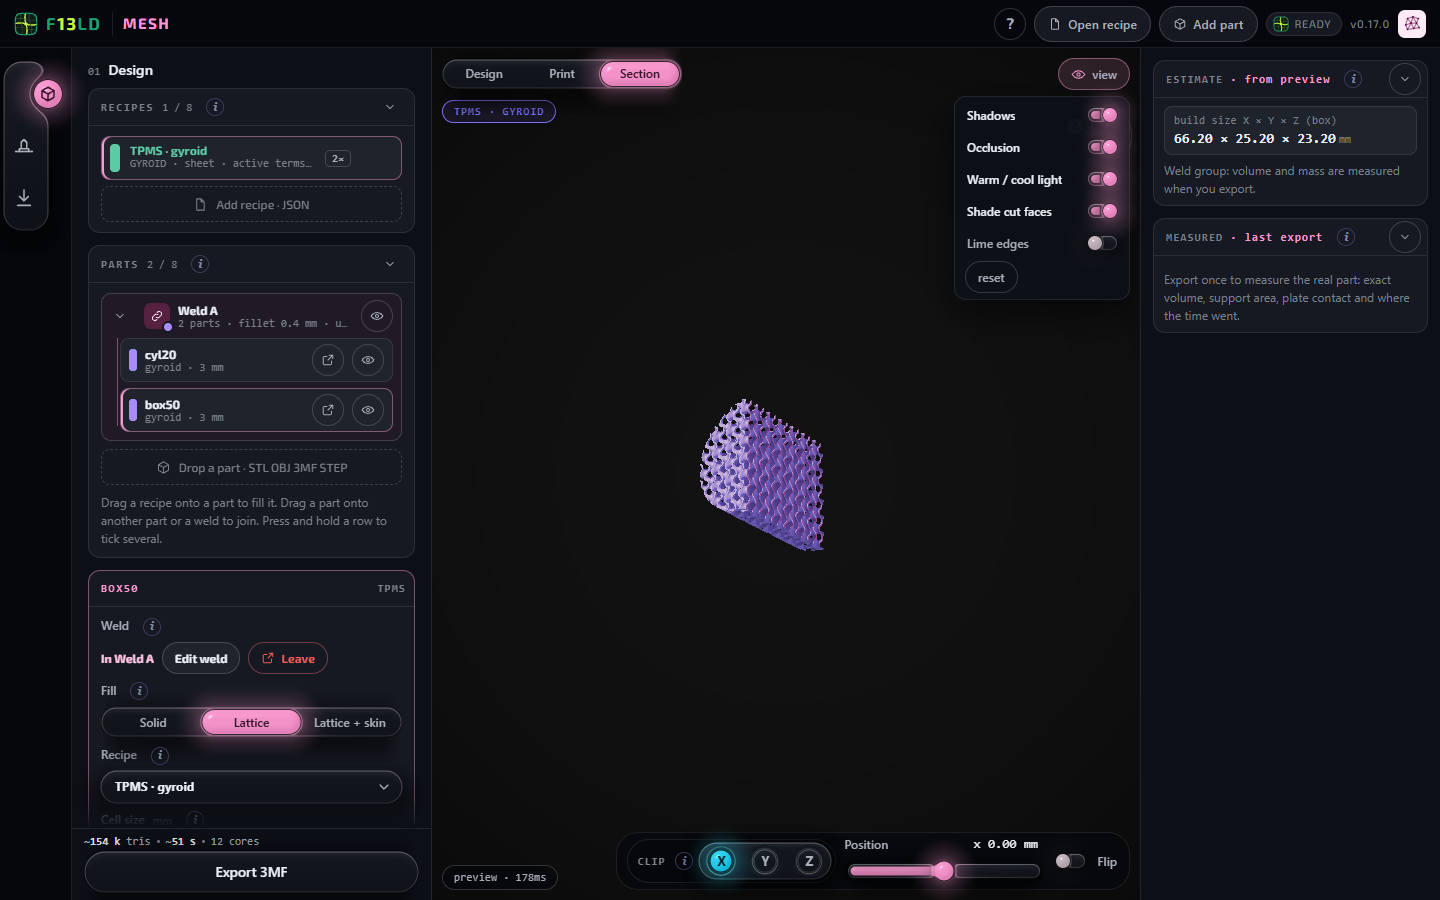 F13LD MESH
? Open recipe Add part READY v0.17.0
01 Design
RECIPES 1 / 8 i
TPMS · gyroid
GYROID · sheet · active terms…
2×
Add recipe · JSON
PARTS 2 / 8 i
Weld A
2 parts · fillet 0.4 mm · u…
cyl20
gyroid · 3 mm
box50
gyroid · 3 mm
Drop a part · STL OBJ 3MF STEP
Drag a recipe onto a part to fill it. Drag a part onto
another part or a weld to join. Press and hold a row to
tick several.
BOX50 TPMS
Weld i
In Weld A Edit weld Leave
Fill i
Solid Lattice Lattice + skin
Recipe i
TPMS · gyroid
Cell size mm i
~154 k tris · ~51 s · 12 cores
Export 3MF
Design Print Section
TPMS · GYROID
view
Shadows
Occlusion
Warm / cool light
Shade cut faces
Lime edges
reset
preview · 178ms
CLIP i X Y Z
Position x 0.00 mm
Flip
ESTIMATE · from preview i
build size X × Y × Z (box)
66.20 × 25.20 × 23.20 mm
Weld group: volume and mass are measured
when you export.
MEASURED · last export i
Export once to measure the real part: exact
volume, support area, plate contact and where
the time went.